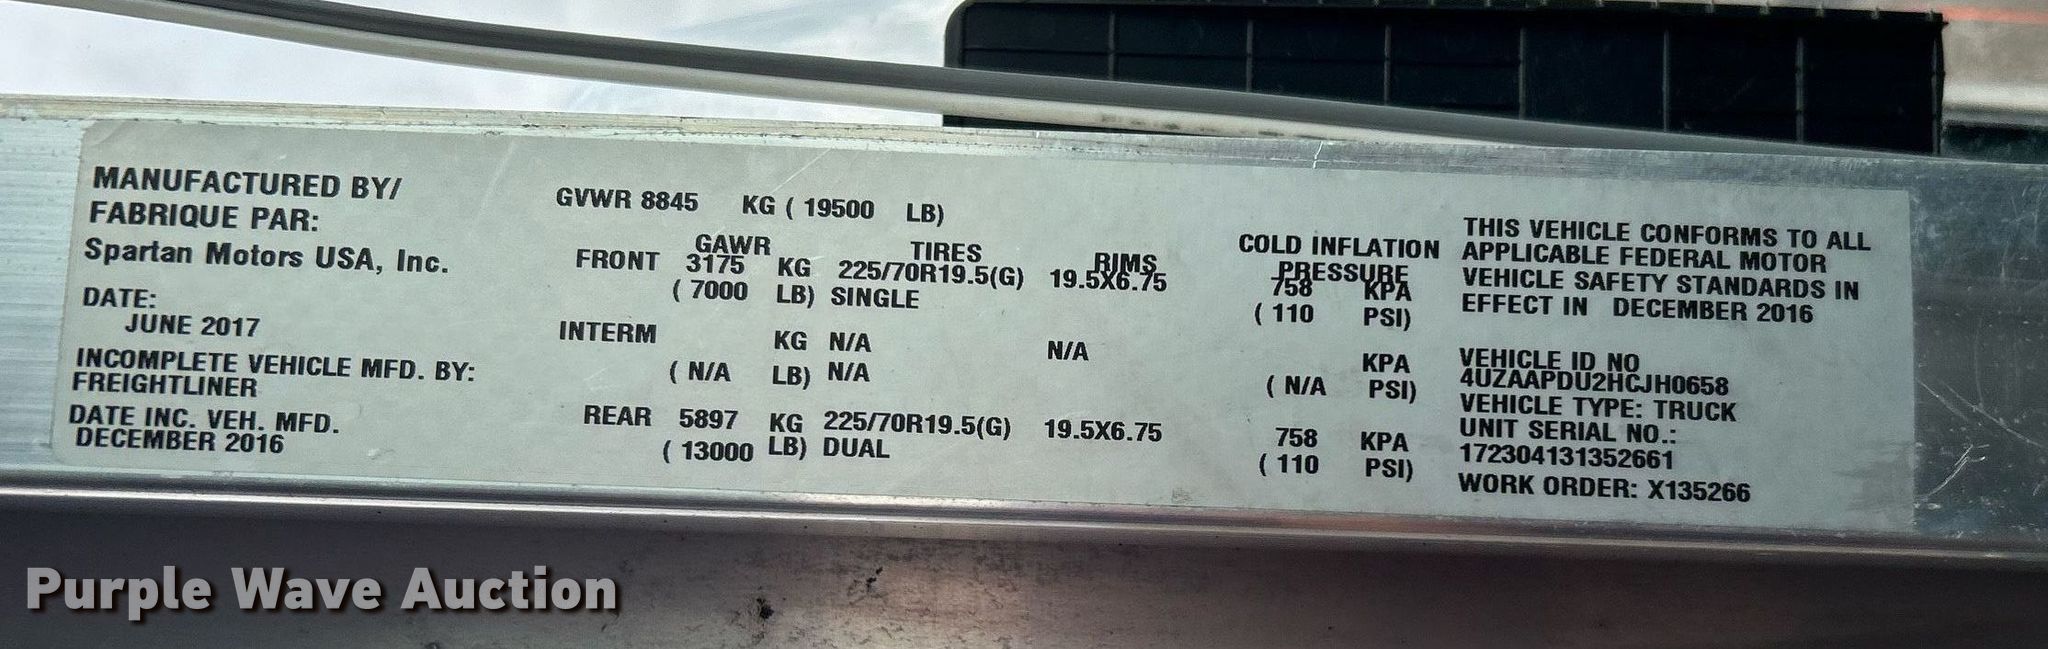 MANUFACTURED BY/
FABRIQUE PAR:
Spartan Motors USA, Inc.
DATE:
JUNE 2017
INCOMPLETE VEHICLE MFD. BY:
FREIGHTLINER
DATE INC. VEH. MFD.
DECEMBER 2016
GVWR 8845 KG ( 19500 LB)
GAWR TIRES RIMS COLD INFLATION PRESSURE
FRONT 3175 KG 225/70R19.5(G) 19.5X6.75 758 KPA
( 7000 LB) SINGLE ( 110 PSI)
INTERM KG N/A N/A KPA
( N/A LB) N/A ( N/A PSI)
REAR 5897 KG 225/70R19.5(G) 19.5X6.75 758 KPA
( 13000 LB) DUAL ( 110 PSI)
THIS VEHICLE CONFORMS TO ALL
APPLICABLE FEDERAL MOTOR
VEHICLE SAFETY STANDARDS IN
EFFECT IN DECEMBER 2016
VEHICLE ID NO
4UZAAPDU2HCJH0658
VEHICLE TYPE: TRUCK
UNIT SERIAL NO.:
172304131352661
WORK ORDER: X135266
Purple Wave Auction